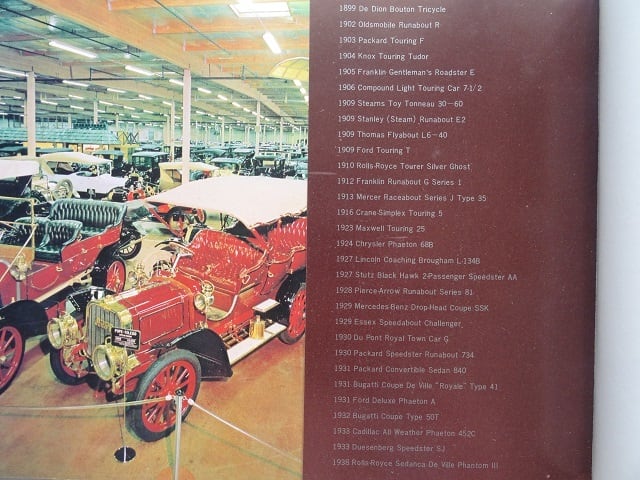 1899 De Dion Bouton Tricycle
1902 Oldsmobile Runabout R
1903 Packard Touring F
1904 Knox Touring Tudor
1905 Franklin Gentleman's Roadster E
1906 Compound Light Touring Car 7-1/2
1909 Stearns Toy Tonneau 30—60
1909 Stanley (Steam) Runabout E2
1909 Thomas Flyabout L6—40
1909 Ford Touring T
1910 Rolls-Royce Tourer Silver Ghost
1912 Franklin Runabout G Series 1
1913 Mercer Raceabout Series J Type 35
1916 Crane-Simplex Touring 5
1923 Maxwell Touring 25
1924 Chrysler Phaeton 68B
1927 Lincoln Coaching Brougham L-134B
1927 Stutz Black Hawk 2-Passenger Speedster AA
1928 Pierce-Arrow Runabout Series 81
1929 Mercedes-Benz Drop-Head Coupe SSK
1929 Essex Speedabout Challenger
1930 Du Pont Royal Town Car G
1930 Packard Speedster Runabout 734
1931 Packard Convertible Sedan 840
1931 Bugatti Coupe De Ville "Royale" Type 41
1931 Ford Deluxe Phaeton A
1932 Bugatti Coupe Type 50T
1933 Cadillac All Weather Phaeton 452C
1933 Duesenberg Speedster SJ
1938 Rolls-Royce Sedanca De Ville Phantom III
POPE-TOLEDO